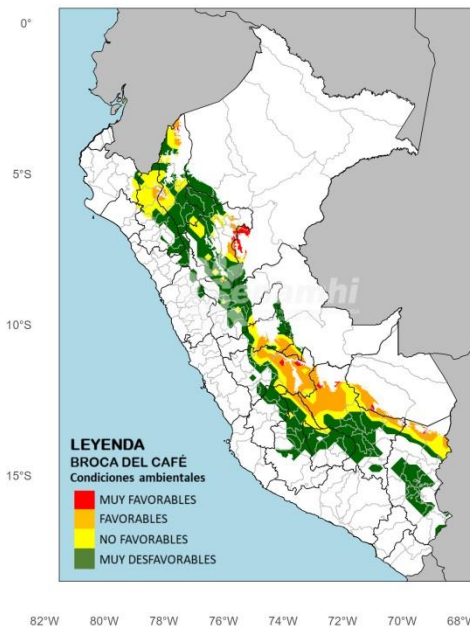 0°
5°S
10°S
15°S
senamhi
LEYENDA
BROCA DEL CAFÉ
Condiciones ambientales
MUY FAVORABLES
FAVORABLES
NO FAVORABLES
MUY DESFAVORABLES
82°W 80°W 78°W 76°W 74°W 72°W 70°W 68°W